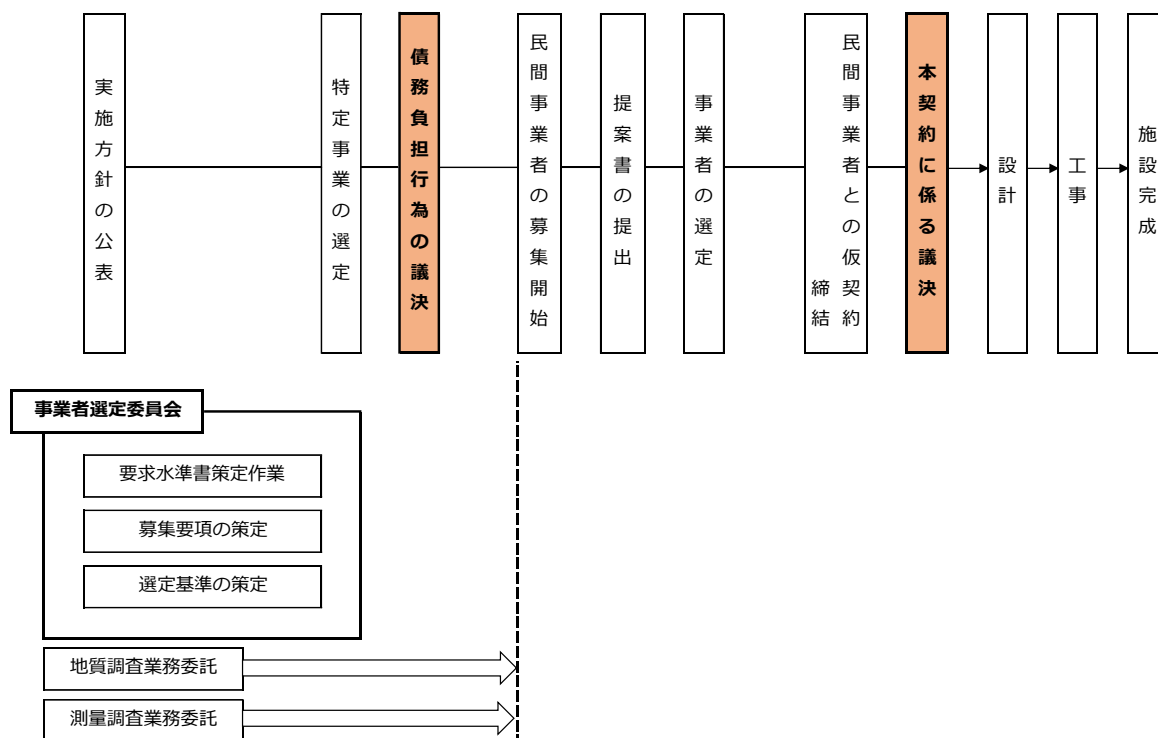 実施方針の公表
特定事業の選定
債務負担行為の議決
民間事業者の募集開始
提案書の提出
事業者の選定
民間事業者との仮契約
締結
本契約に係る議決
設計
工事
施設完成
事業者選定委員会
要求水準書策定作業
募集要項の策定
選定基準の策定
地質調査業務委託
測量調査業務委託